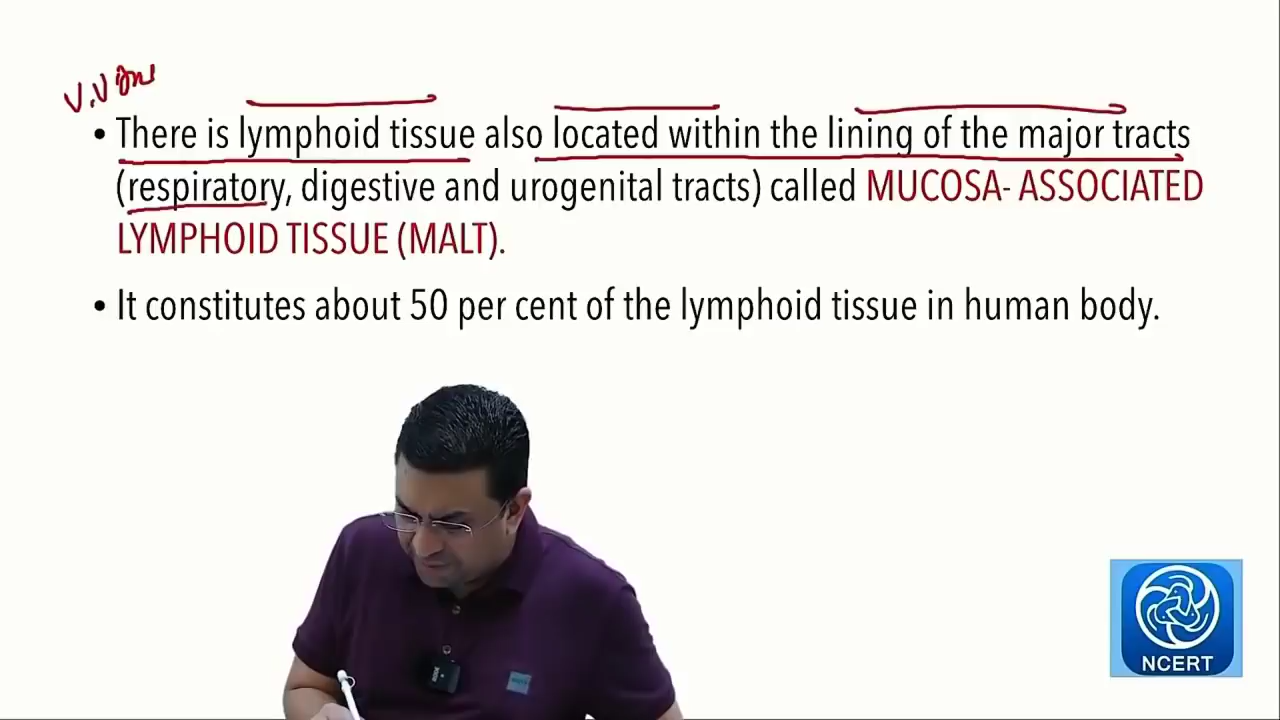 V.V Im
• There is lymphoid tissue also located within the lining of the major tracts
(respiratory, digestive and urogenital tracts) called MUCOSA- ASSOCIATED
LYMPHOID TISSUE (MALT).
• It constitutes about 50 per cent of the lymphoid tissue in human body.
NCERT